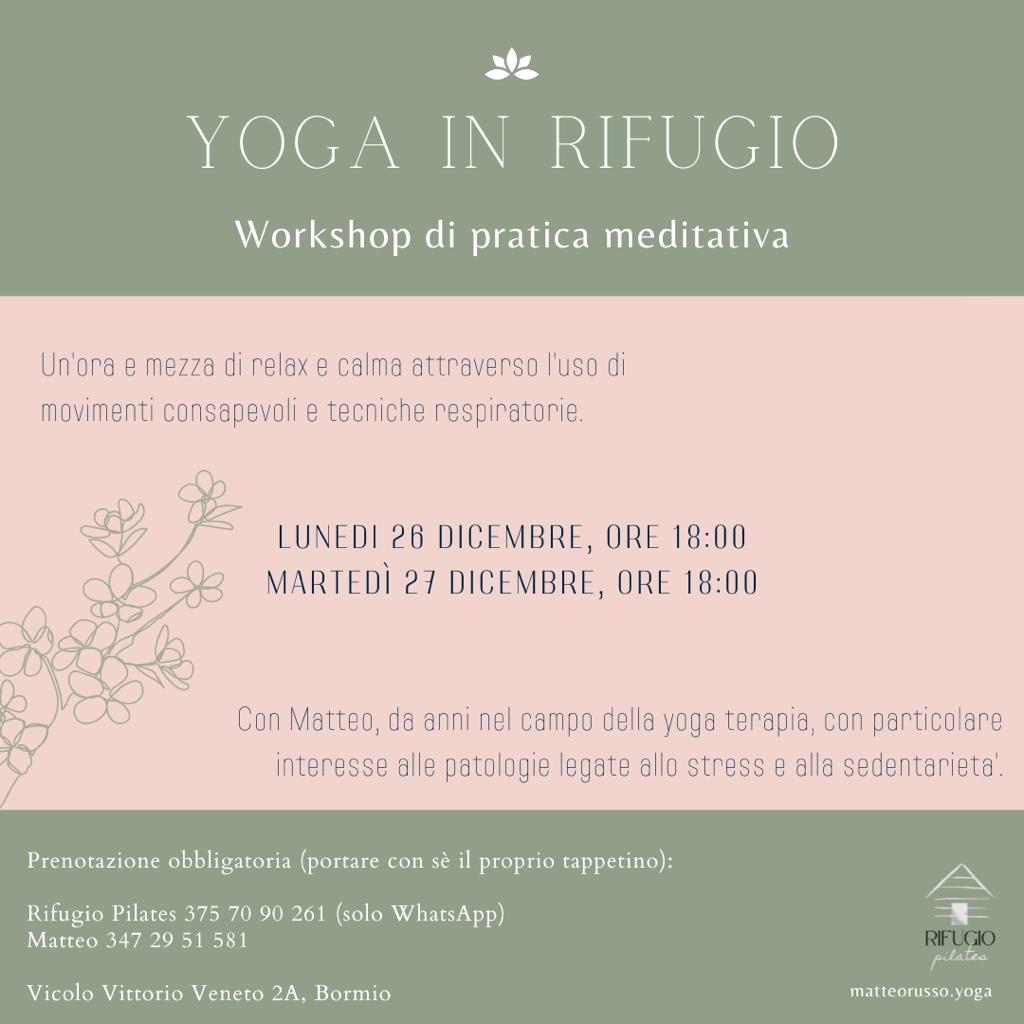 YOGA IN RIFUGIO
Workshop di pratica meditativa
Un'ora e mezza di relax e calma attraverso l'uso di
movimenti consapevoli e tecniche respiratorie.
LUNEDI 26 DICEMBRE, ORE 18:00
MARTEDÌ 27 DICEMBRE, ORE 18:00
Con Matteo, da anni nel campo della yoga terapia, con particolare
interesse alle patologie legate allo stress e alla sedentarieta'.
Prenotazione obbligatoria (portare con sè il proprio tappetino):
Rifugio Pilates 375 70 90 261 (solo WhatsApp)
Matteo 347 29 51 581
Vicolo Vittorio Veneto 2A, Bormio
RIFUGIO
pilates
matteorusso.yoga